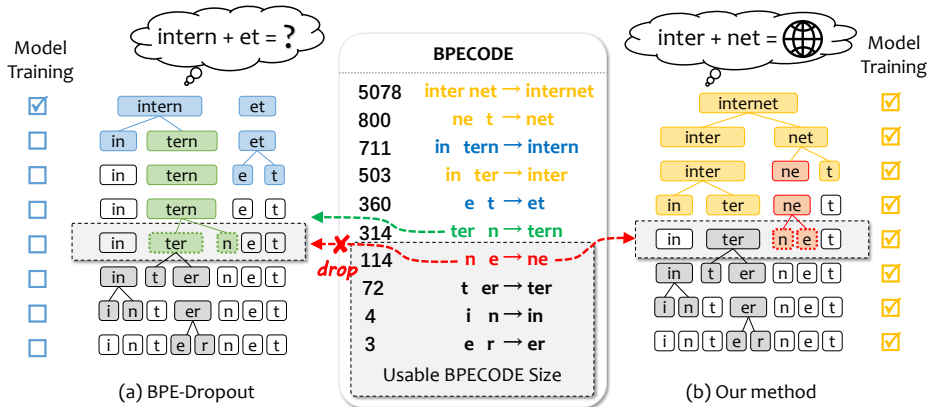 intern + et = ?
Model
Training
intern et
in tern et
in tern e t
in tern e t
in ter n e t
in t er n e t
i n t er n e t
i n t e r n e t
(a) BPE-Dropout
BPECODE
5078 inter net → internet
800 ne t → net
711 in tern → intern
503 in ter → inter
360 e t → et
314 ter n → tern
drop
114 n e → ne
72 t er → ter
4 i n → in
3 e r → er
Usable BPECODE Size
inter + net =
Model
Training
internet
inter net
inter ne t
in ter ne t
in ter n e t
in t er n e t
i n t er n e t
i n t e r n e t
(b) Our method